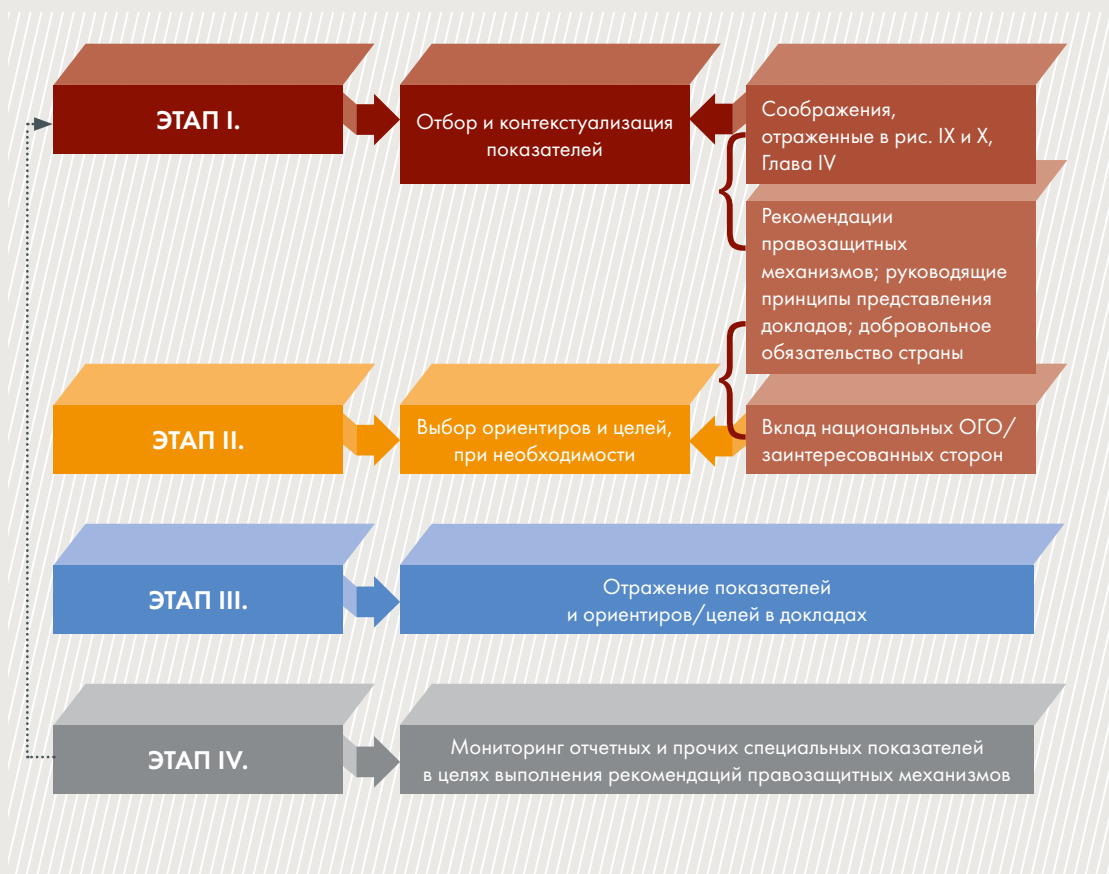 ЭТАП I.
Отбор и контекстуализация
показателей
Соображения,
отраженные в рис. IX и X,
Глава IV
Рекомендации
правозащитных
механизмов; руководящие
принципы представления
докладов; добровольное
обязательство страны
ЭТАП II.
Выбор ориентиров и целей,
при необходимости
Вклад национальных ОГО/
заинтересованных сторон
ЭТАП III.
Отражение показателей
и ориентиров/целей в докладах
ЭТАП IV.
Мониторинг отчетных и прочих специальных показателей
в целях выполнения рекомендаций правозащитных механизмов